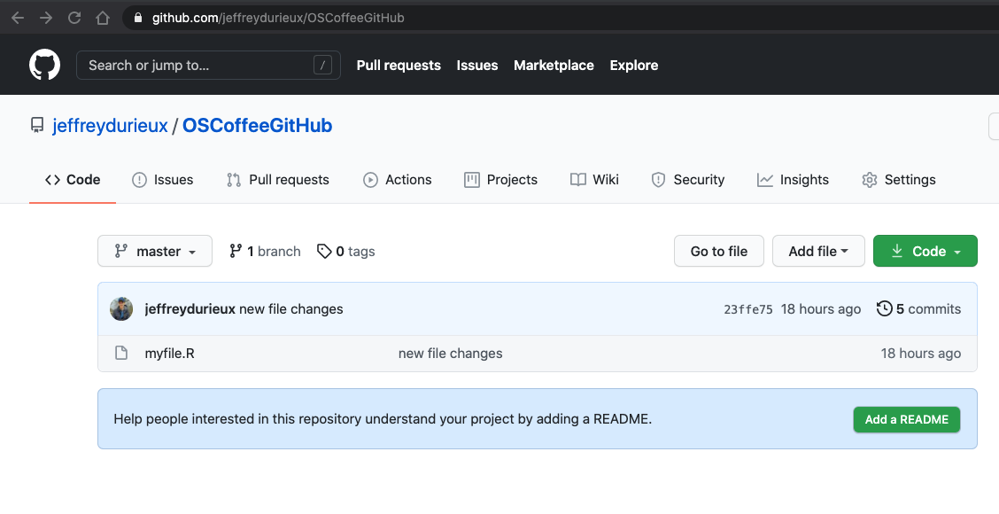 github.com/jeffreydurieux/OSCoffeeGitHub
Search or jump to... / Pull requests Issues Marketplace Explore
jeffreydurieux / OSCoffeeGitHub
<> Code Issues Pull requests Actions Projects Wiki Security Insights Settings
master 1 branch 0 tags Go to file Add file Code
jeffreydurieux new file changes 23ffe75 18 hours ago 5 commits
myfile.R new file changes 18 hours ago
Help people interested in this repository understand your project by adding a README. Add a README